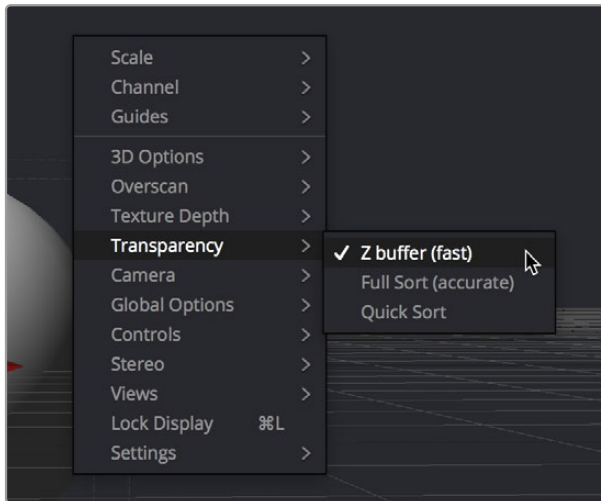 Scale
Channel
Guides
3D Options
Overscan
Texture Depth
Transparency
Camera
Global Options
Controls
Stereo
Views
Lock Display ⌘L
Settings
✓ Z buffer (fast)
Full Sort (accurate)
Quick Sort